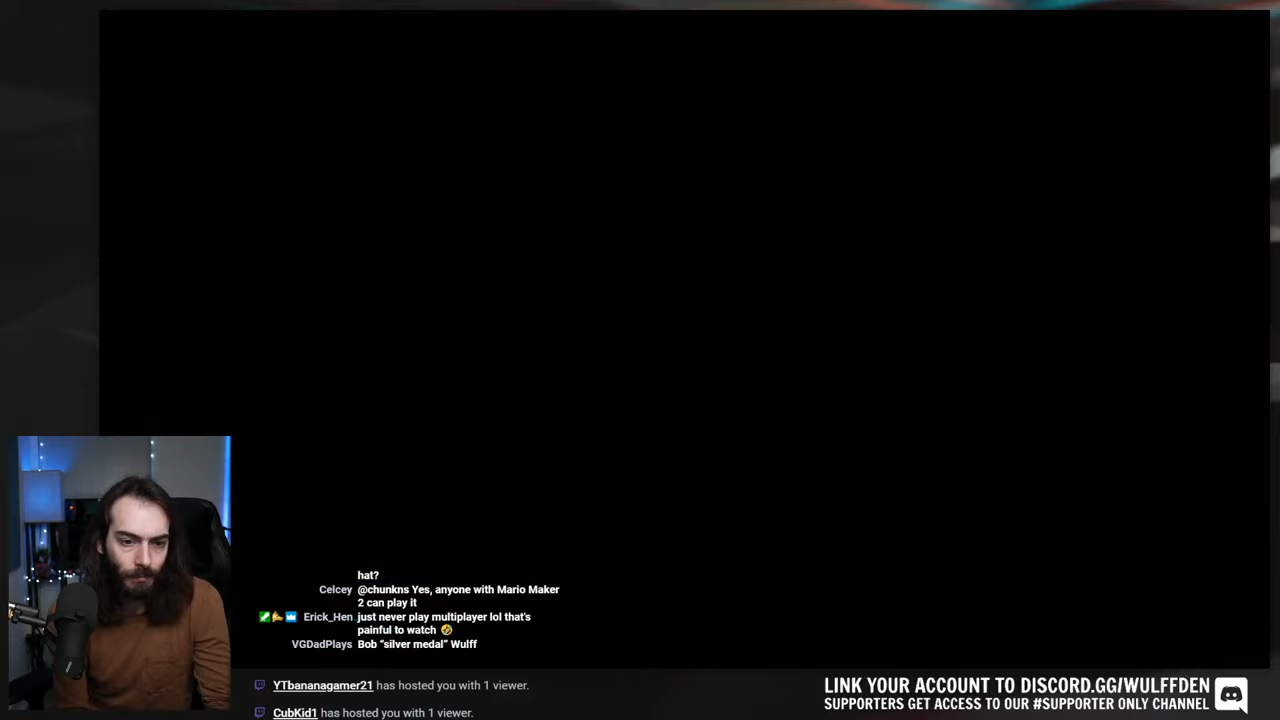 hat?
Celcey @chunkns Yes, anyone with Mario Maker
2 can play it
Erick_Hen just never play multiplayer lol that's
painful to watch 🤣
VGDadPlays Bob “silver medal” Wulff
YTbananagamer21 has hosted you with 1 viewer.
CubKid1 has hosted you with 1 viewer.
LINK YOUR ACCOUNT TO DISCORD.GG/WULFFDEN
SUPPORTERS GET ACCESS TO OUR #SUPPORTER ONLY CHANNEL